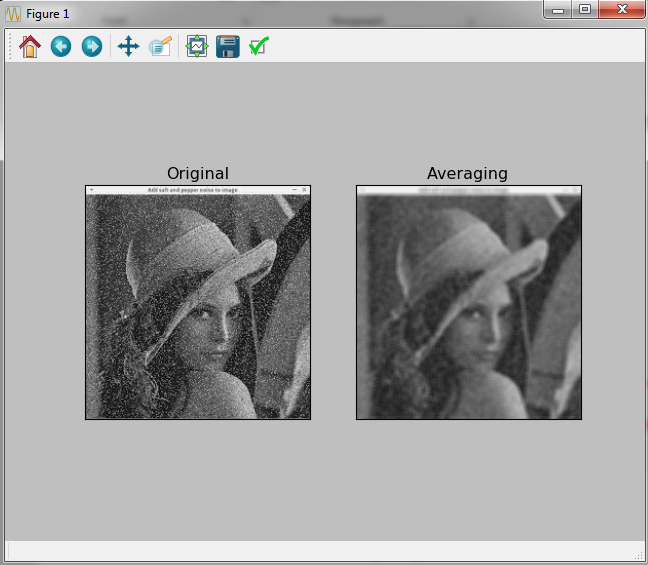 Figure 1
Original
Averaging
Add salt and pepper noise to image